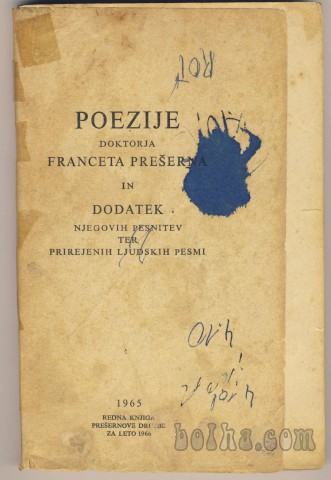 POEZIJE
DOKTORJA
FRANCETA PREŠERNA
IN
DODATEK
NJEGOVIH PESNITEV
TER
PRIREJENIH LJUDSKIH PESMI
1965
REDNA KNJIGA
PREŠERNOVE DRUŽBE
ZA LETO 1966
bolha.com